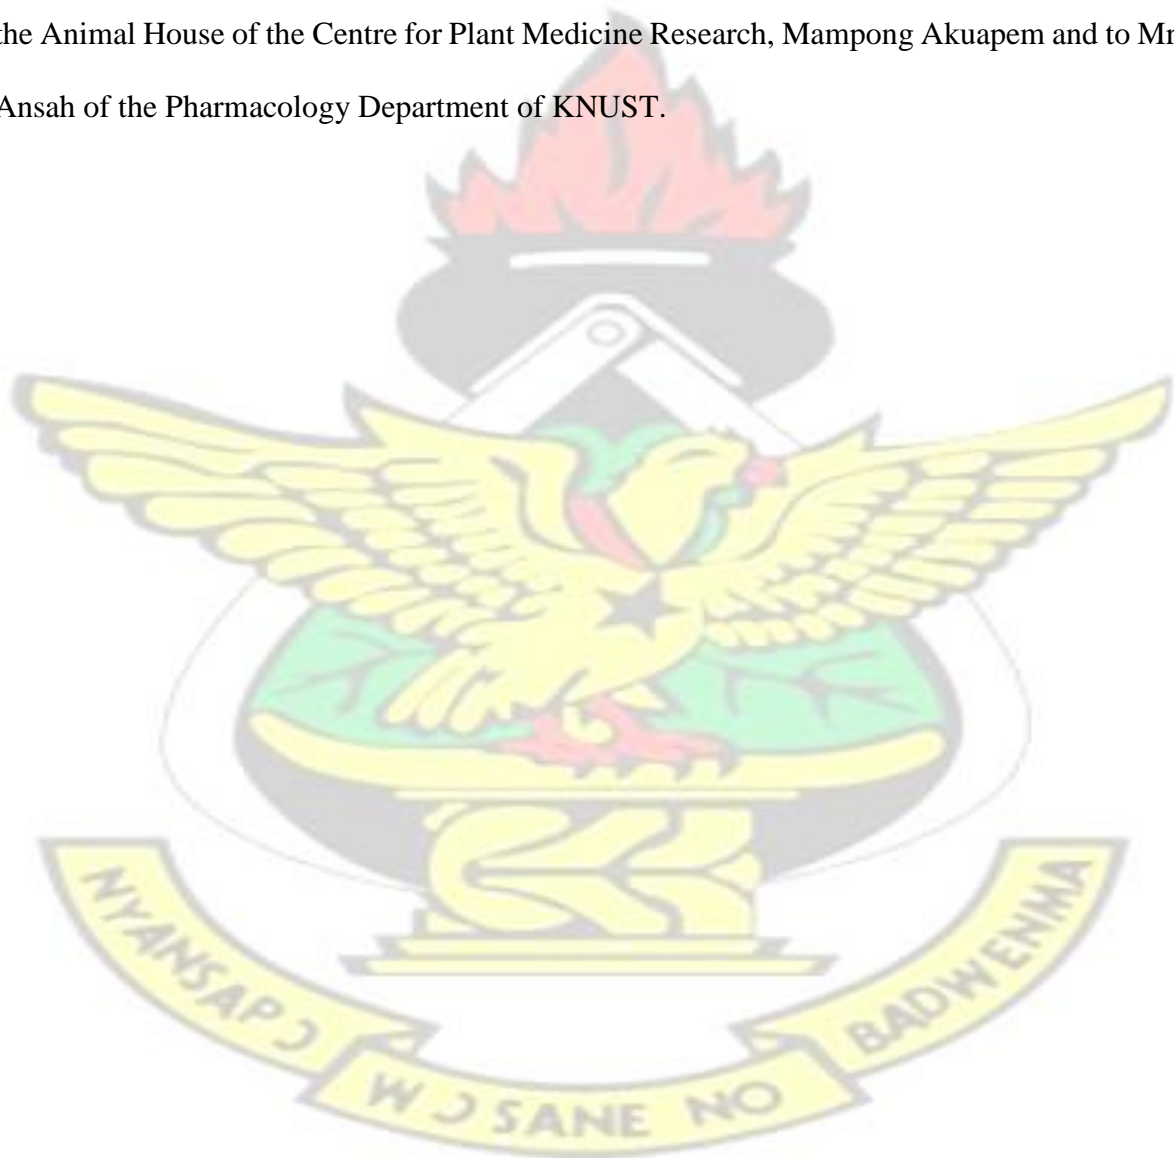 the Animal House of the Centre for Plant Medicine Research, Mampong Akuapem and to Mr
Ansah of the Pharmacology Department of KNUST.
NYANSAPƆ
WƆSANE NO
BADWENMA